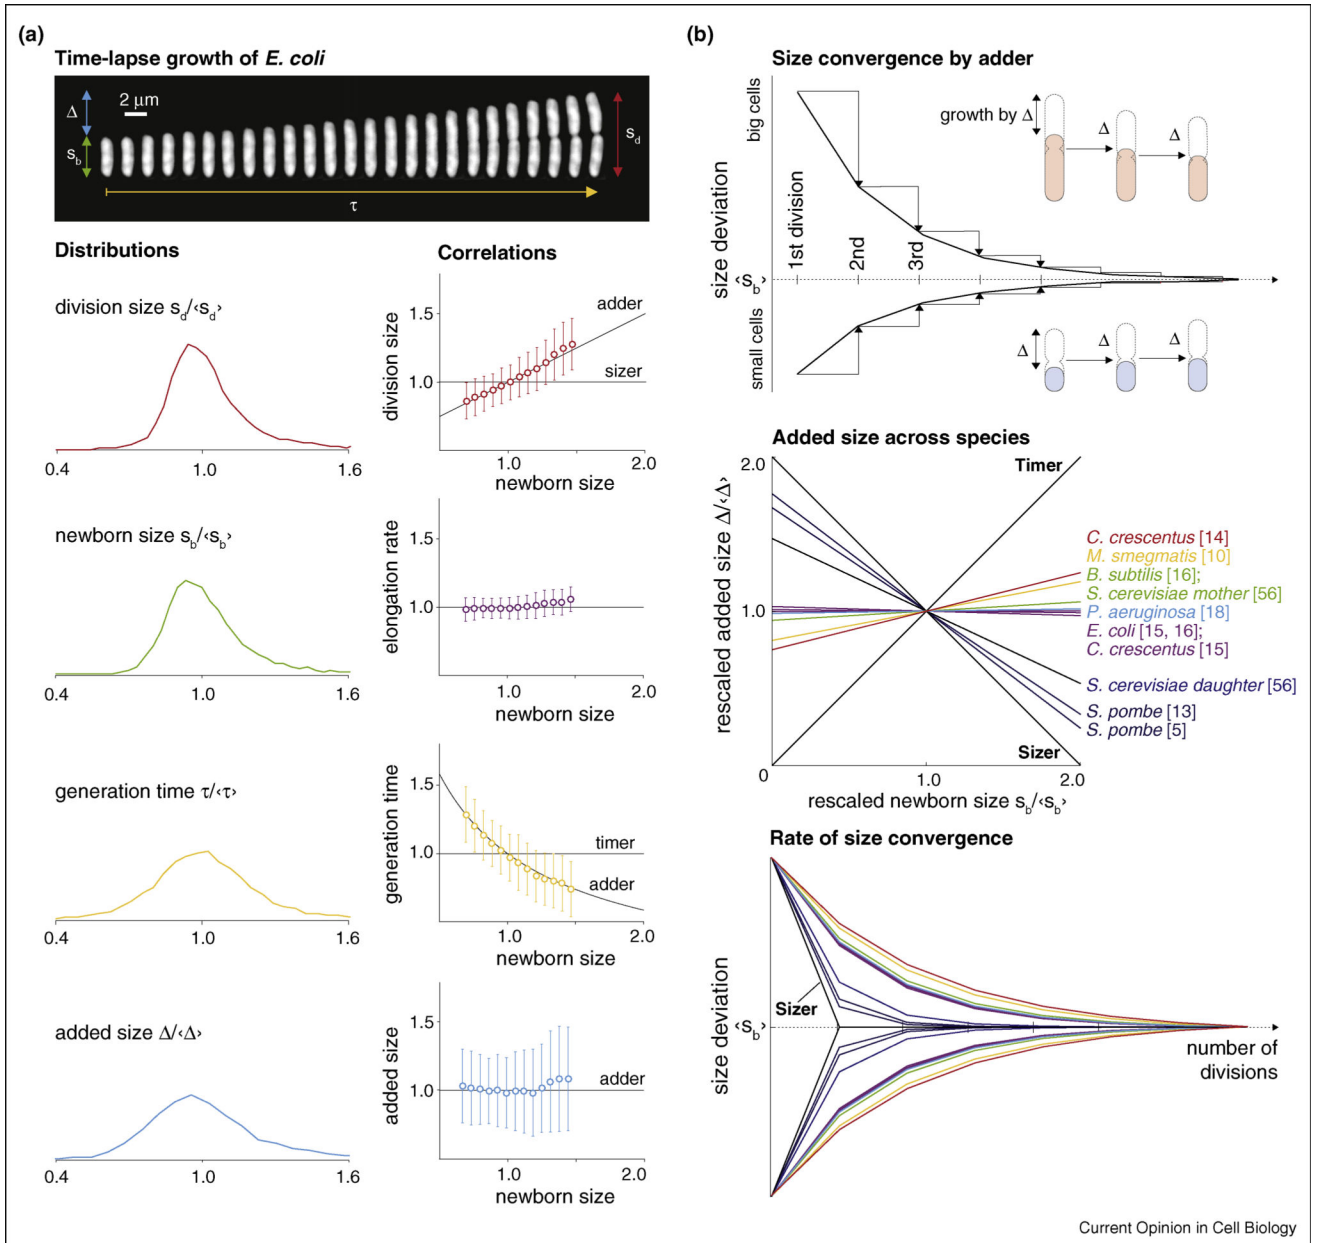 (a)
Time-lapse growth of E. coli
2 μm
Δ
s_b
s_d
τ
Distributions
Correlations
division size s_d/‹s_d›
0.4
1.0
1.6
division size
1.5
1.0
adder
sizer
1.0
2.0
newborn size
newborn size s_b/‹s_b›
0.4
1.0
1.6
elongation rate
1.5
1.0
1.0
2.0
newborn size
generation time τ/‹τ›
0.4
1.0
1.6
generation time
1.5
1.0
timer
adder
1.0
2.0
newborn size
added size Δ/‹Δ›
0.4
1.0
1.6
added size
1.5
1.0
adder
1.0
2.0
newborn size
(b)
Size convergence by adder
big cells
size deviation
‹s_b›
small cells
1st division
2nd
3rd
growth by Δ
Δ
Δ
Δ
Δ
Δ
Added size across species
rescaled added size Δ/‹Δ›
2.0
1.0
0
Timer
Sizer
C. crescentus [14]
M. smegmatis [10]
B. subtilis [16];
S. cerevisiae mother [56]
P. aeruginosa [18]
E. coli [15, 16];
C. crescentus [15]
S. cerevisiae daughter [56]
S. pombe [13]
S. pombe [5]
1.0
2.0
rescaled newborn size s_b/‹s_b›
Rate of size convergence
size deviation
‹s_b›
Sizer
number of
divisions
Current Opinion in Cell Biology